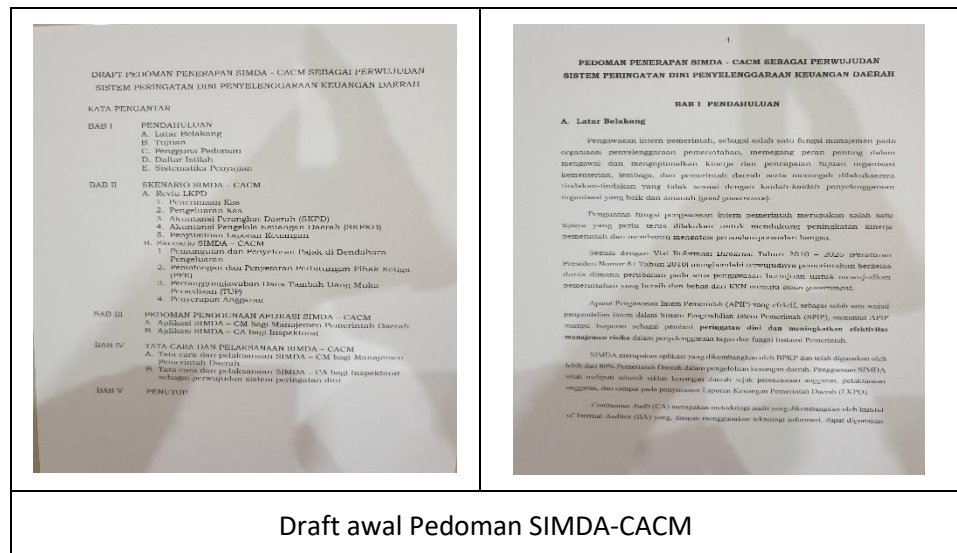 DRAFT PEDOMAN PENERAPAN SIMDA - CACM SEBAGAI PERWUJUDAN
SISTEM PERINGATAN DINI PENYELENGGARAAN KEUANGAN DAERAH
KATA PENGANTAR
BAB I PENDAHULUAN
A. Latar Belakang
B. Tujuan
C. Pengguna Pedoman
D. Daftar Istilah
E. Sistematika Penyajian
BAB II SKENARIO SIMDA – CACM
A. Reviu LKPD
1. Penerimaan Kas
2. Pengeluaran Kas
3. Akuntansi Perangkat Daerah (SKPD)
4. Akuntansi Pengelola Keuangan Daerah (SKPKD)
5. Penyusunan Laporan Keuangan
B. Skenario SIMDA – CACM
1. Pemungutan dan Penyetoran Pajak di Bendahara
Pengeluaran
2. Pemotongan dan Penyetoran Perhitungan Pihak Ketiga
(PFK)
3. Pertanggungjawaban Dana Tambah Uang Muka
Persediaan (TUP)
4. Penyerapan Anggaran
BAB III PEDOMAN PENGGUNAAN APLIKASI SIMDA – CACM
A. Aplikasi SIMDA – CM bagi Manajemen Pemerintah Daerah
B. Aplikasi SIMDA – CA bagi Inspektorat
BAB IV TATA CARA DAN PELAKSANAAN SIMDA – CACM
A. Tata cara dan pelaksanaan SIMDA – CM bagi Manajemen
Pemerintah Daerah
B. Tata cara dan pelaksanaan SIMDA – CA bagi Inspektorat
sebagai perwujudan sistem peringatan dini
BAB V PENUTUP
PEDOMAN PENERAPAN SIMDA - CACM SEBAGAI PERWUJUDAN
SISTEM PERINGATAN DINI PENYELENGGARAAN KEUANGAN DAERAH
BAB I PENDAHULUAN
A. Latar Belakang
Pengawasan intern pemerintah, sebagai salah satu fungsi manajemen pada
organisasi penyelenggaraan pemerintahan, memegang peran penting dalam
mengawal dan mengoptimalkan kinerja dan pencapaian tujuan organisasi
kementerian, lembaga, dan pemerintah daerah serta mencegah dilakukannya
tindakan-tindakan yang tidak sesuai dengan kaidah-kaidah penyelenggaraan
organisasi yang baik dan amanah (good governance).
Penguatan fungsi pengawasan intern pemerintah merupakan salah satu
upaya yang perlu terus dilakukan untuk mendukung peningkatan kinerja
pemerintah dan membantu mengatasi persoalan-persoalan bangsa.
Sesuai dengan Visi Reformasi Birokrasi Tahun 2010 – 2025 (Peraturan
Presiden Nomor 81 Tahun 2010) terwujudnya pemerintahan berkelas
dunia dimana perubahan pada area pengawasan bertujuan untuk mewujudkan
pemerintahan yang bersih dan bebas dari KKN menuju clean government.
Aparat Pengawasan Intern Pemerintah (APIP) yang efektif, sebagai salah satu wujud
pengendalian intern dalam Sistem Pengendalian Intern Pemerintah (SPIP), menuntut APIP
mampu berperan sebagai pemberi peringatan dini dan meningkatkan efektivitas
manajemen risiko dalam penyelenggaraan tugas dan fungsi Instansi Pemerintah.
SIMDA merupakan aplikasi yang dikembangkan oleh BPKP dan telah digunakan oleh
lebih dari 80% Pemerintah Daerah dalam pengelolaan keuangan daerah. Penggunaan SIMDA
telah meliputi seluruh siklus keuangan daerah sejak perencanaan anggaran, pelaksanaan
anggaran, dan sampai pada penyusunan Laporan Keuangan Pemerintah Daerah (LKPD).
Continuous Audit (CA) merupakan metodologi audit yang dikembangkan oleh Institut
of Internal Auditor (IIA) yang, dengan menggunakan teknologi informasi, dapat digunakan
Draft awal Pedoman SIMDA-CACM